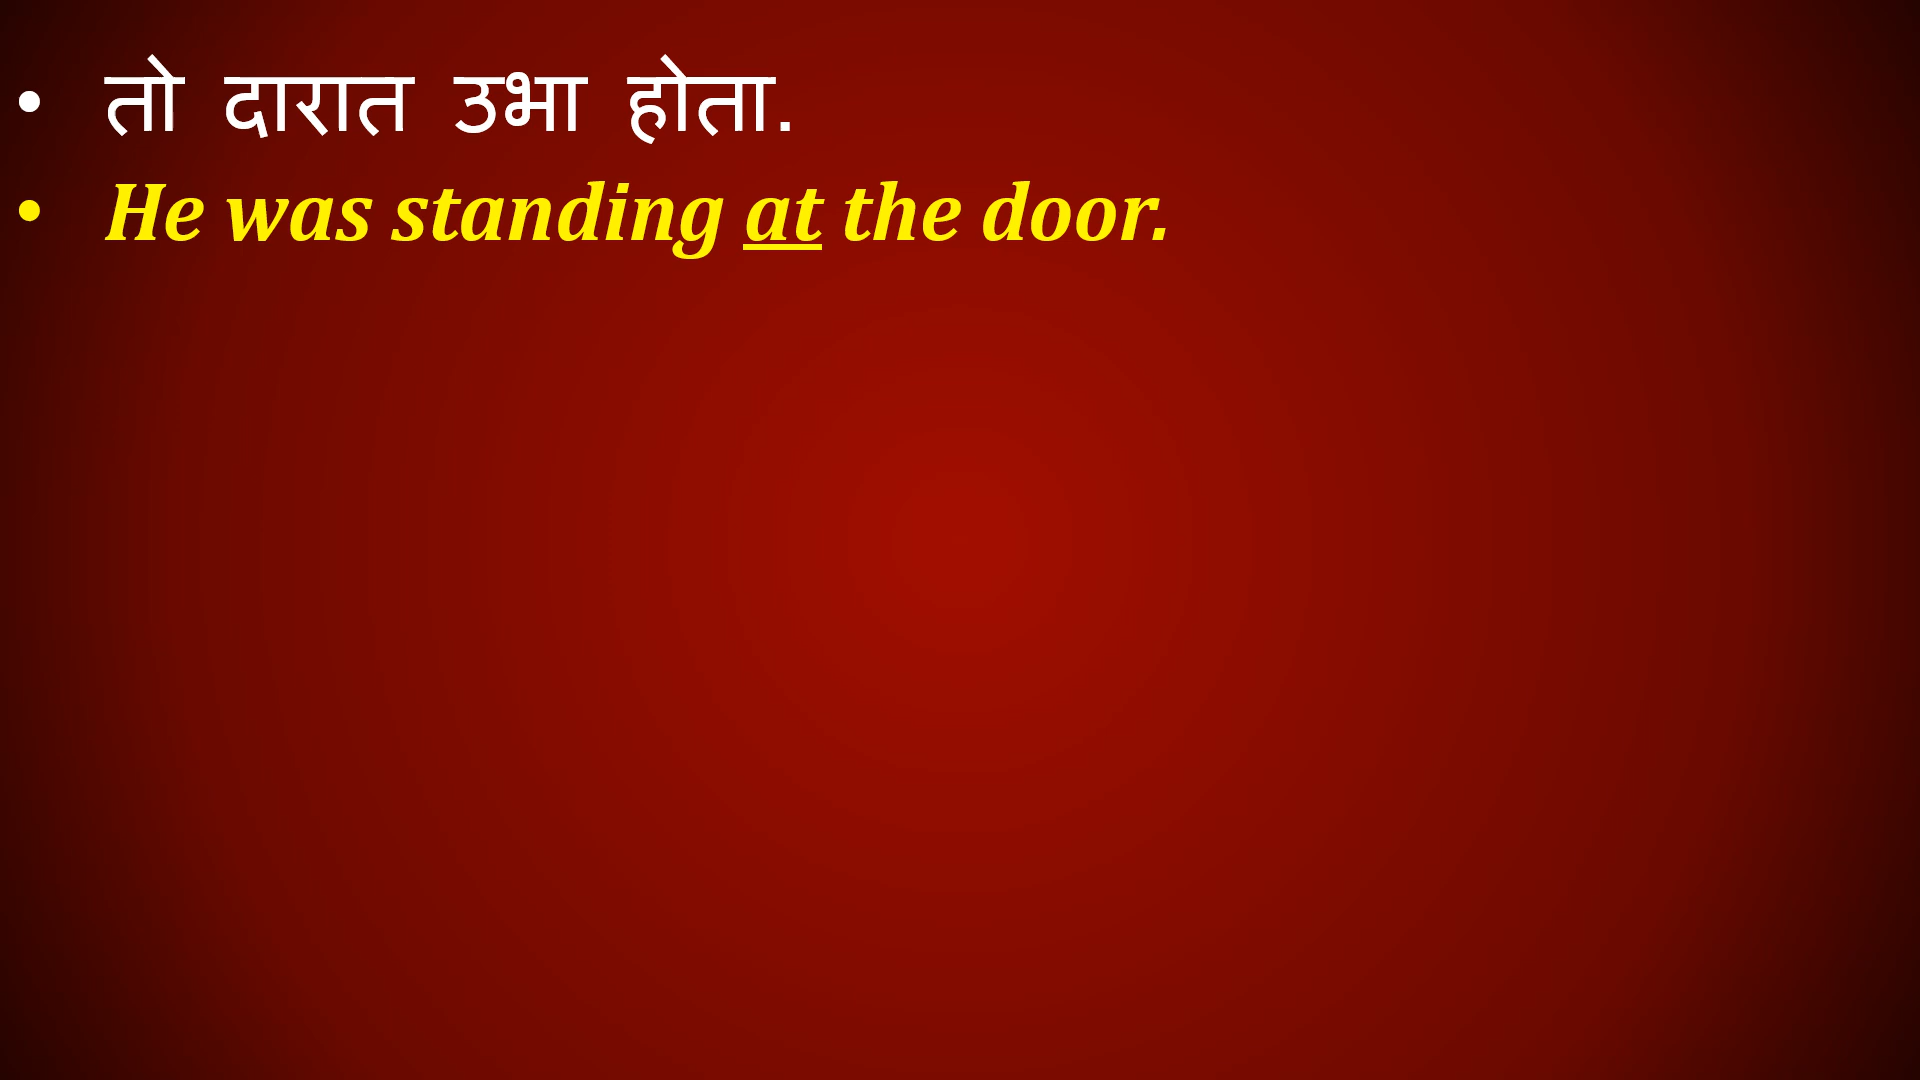 • तो दारात उभा होता.
• He was standing at the door.